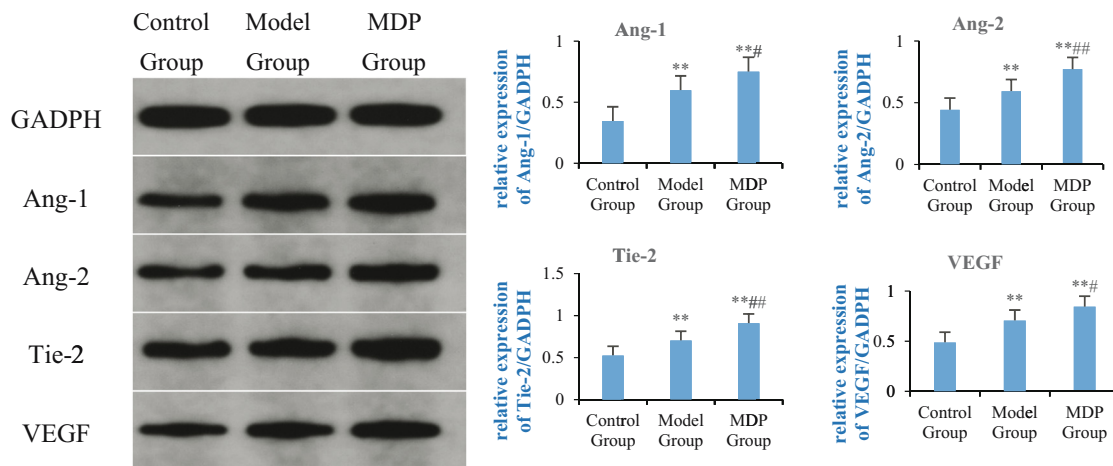 Control Model MDP
Group Group Group
GADPH
Ang-1
Ang-2
Tie-2
VEGF
Ang-1
relative expression
of Ang-1/GADPH
1
0.5
0
**
**#
Control Model MDP
Group Group Group
Ang-2
relative expression
of Ang-2/GADPH
1
0.5
0
**
**##
Control Model MDP
Group Group Group
Tie-2
relative expression
of Tie-2/GADPH
1.5
1
0.5
0
**
**##
Control Model MDP
Group Group Group
VEGF
relative expression
of VEGF/GADPH
1
0.5
0
**
**#
Control Model MDP
Group Group Group